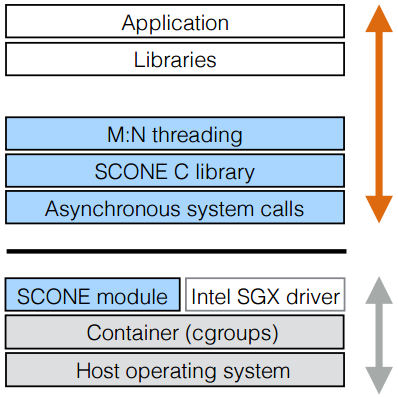 Application
Libraries
M:N threading
SCONE C library
Asynchronous system calls
SCONE module
Intel SGX driver
Container (cgroups)
Host operating system